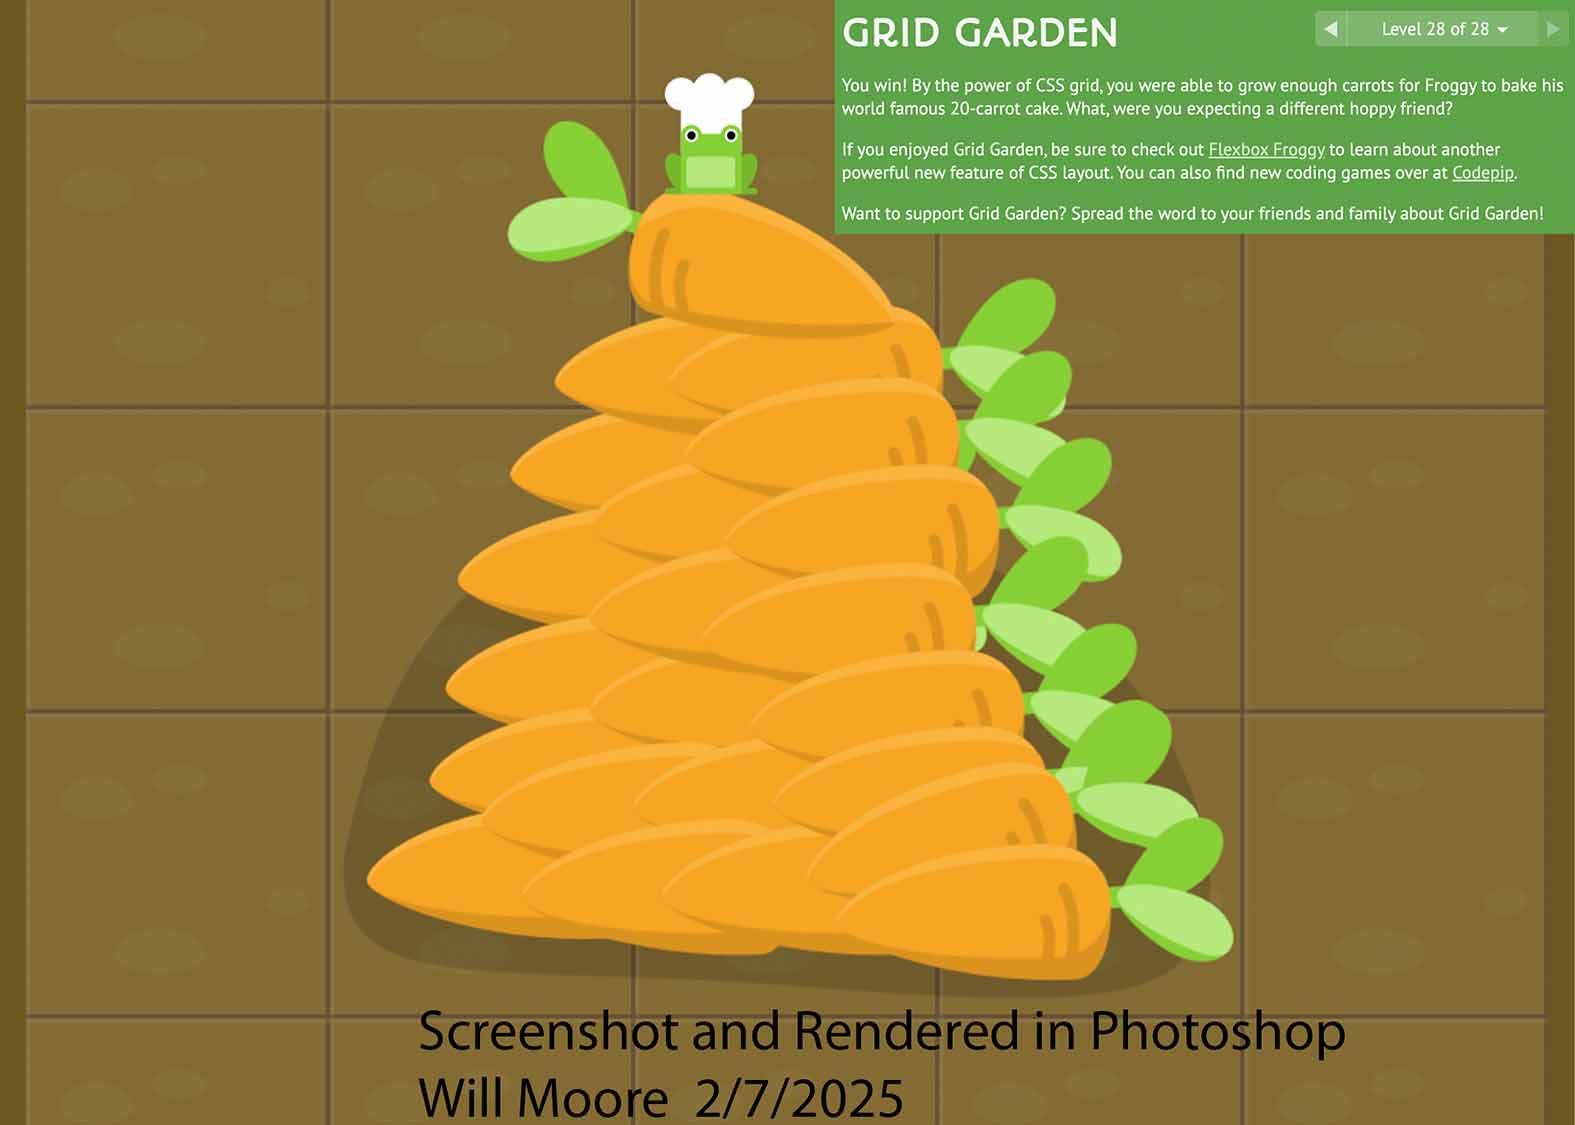 GRID GARDEN
Level 28 of 28
You win! By the power of CSS grid, you were able to grow enough carrots for Froggy to bake his
world famous 20-carrot cake. What, were you expecting a different hoppy friend?
If you enjoyed Grid Garden, be sure to check out Flexbox Froggy to learn about another
powerful new feature of CSS layout. You can also find new coding games over at Codepip.
Want to support Grid Garden? Spread the word to your friends and family about Grid Garden!
Screenshot and Rendered in Photoshop
Will Moore 2/7/2025